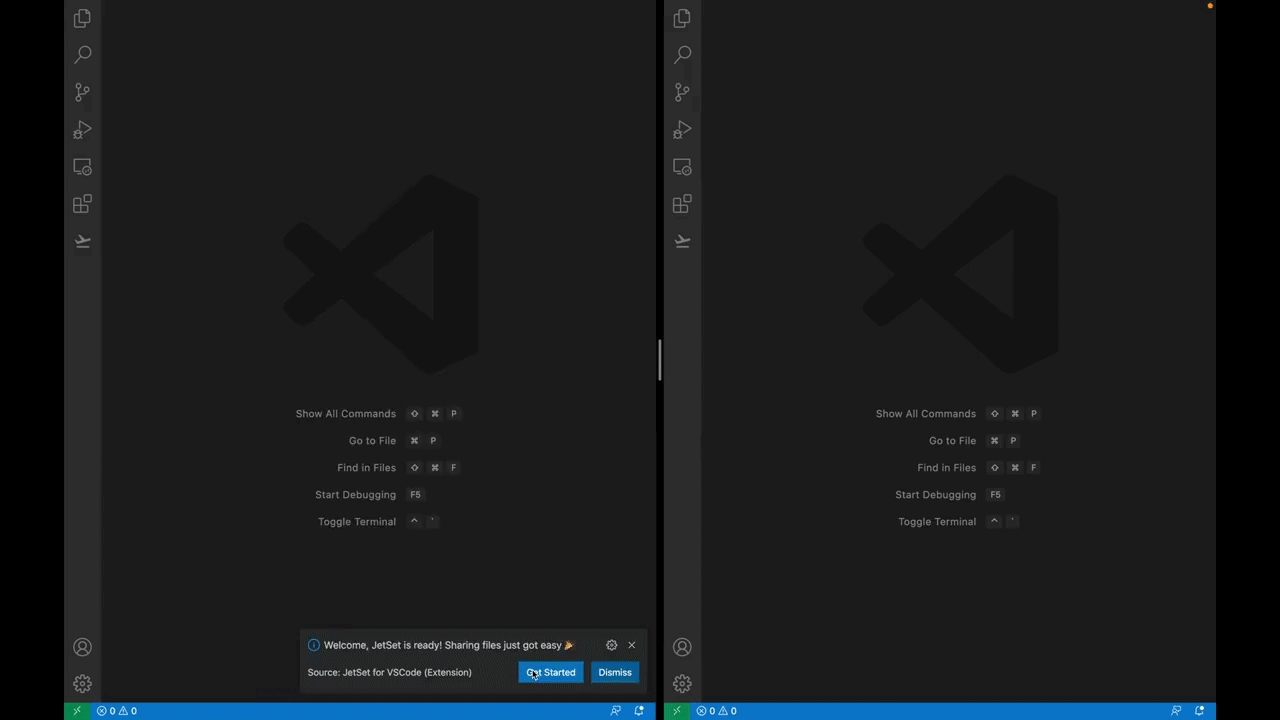 Show All Commands ⇧ ⌘ P
Go to File ⌘ P
Find in Files ⇧ ⌘ F
Start Debugging F5
Toggle Terminal ^ `
Welcome, JetSet is ready! Sharing files just got easy 🎉
Source: JetSet for VSCode (Extension) Get Started Dismiss
0 0
Show All Commands ⇧ ⌘ P
Go to File ⌘ P
Find in Files ⇧ ⌘ F
Start Debugging F5
Toggle Terminal ^ `
0 0